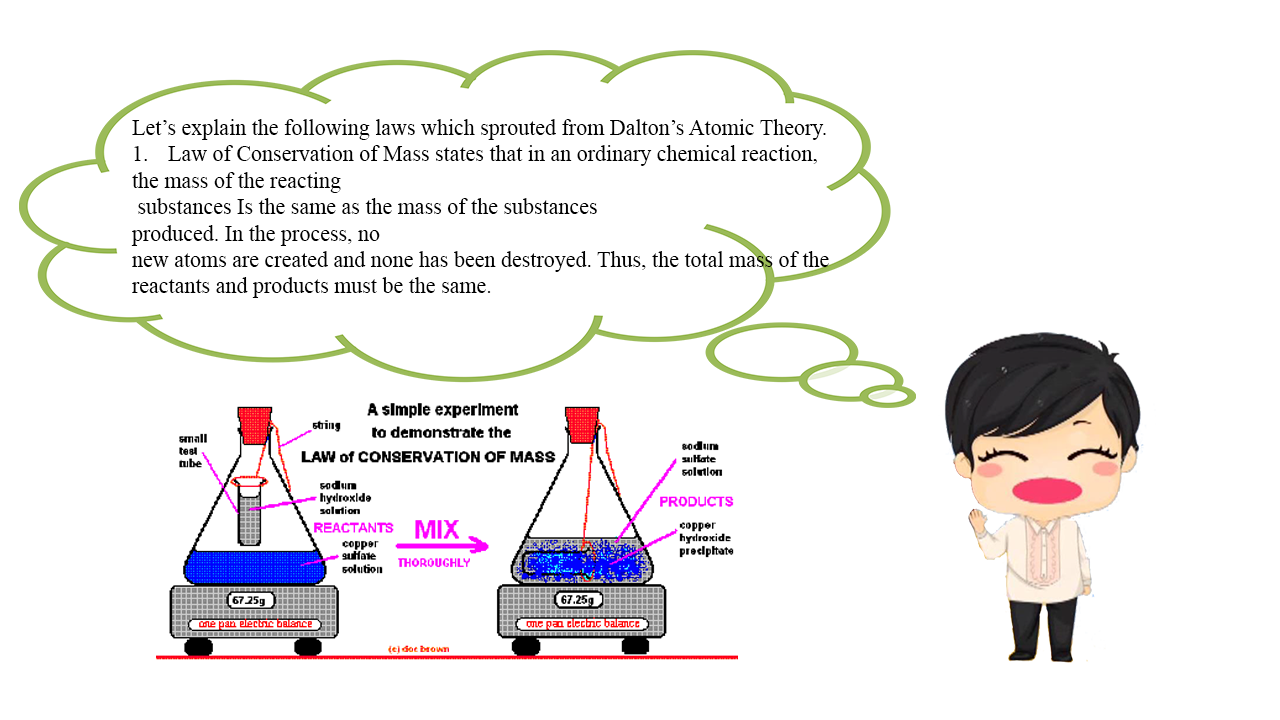 Let’s explain the following laws which sprouted from Dalton’s Atomic Theory.
1. Law of Conservation of Mass states that in an ordinary chemical reaction,
the mass of the reacting
substances Is the same as the mass of the substances
produced. In the process, no
new atoms are created and none has been destroyed. Thus, the total mass of the
reactants and products must be the same.
A simple experiment
to demonstrate the
LAW of CONSERVATION OF MASS
small
test
tube
string
sodium
hydroxide
solution
REACTANTS
copper
sulfate
solution
MIX
THOROUGHLY
sodium
sulfate
solution
PRODUCTS
copper
hydroxide
precipitate
67.25g
one pan electric balance
67.25g
one pan electric balance
(c) doc brown